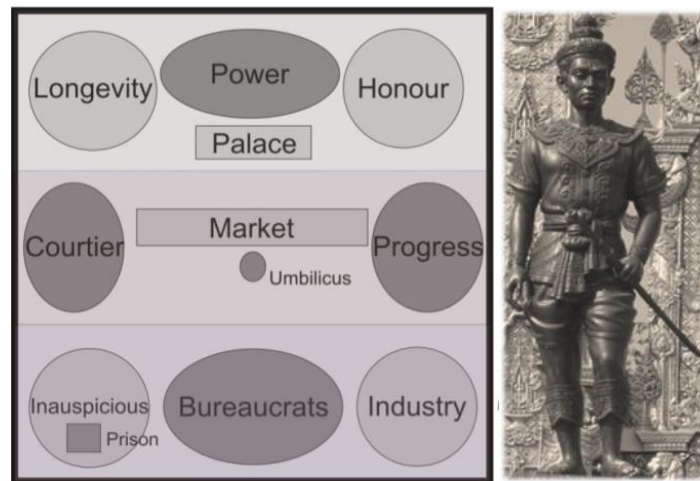 Longevity
Power
Honour
Palace
Courtier
Market
Progress
Umbilicus
Inauspicious
Prison
Bureaucrats
Industry